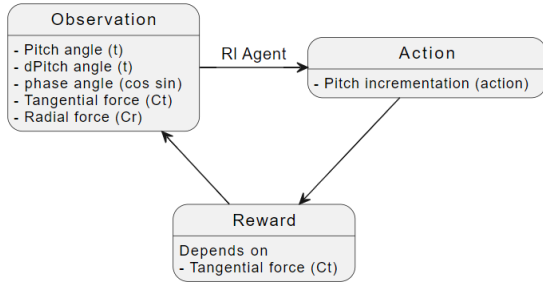 Observation
- Pitch angle (t)
- dPitch angle (t)
- phase angle (cos sin)
- Tangential force (Ct)
- Radial force (Cr)
RI Agent
Action
- Pitch incrementation (action)
Reward
Depends on
- Tangential force (Ct)